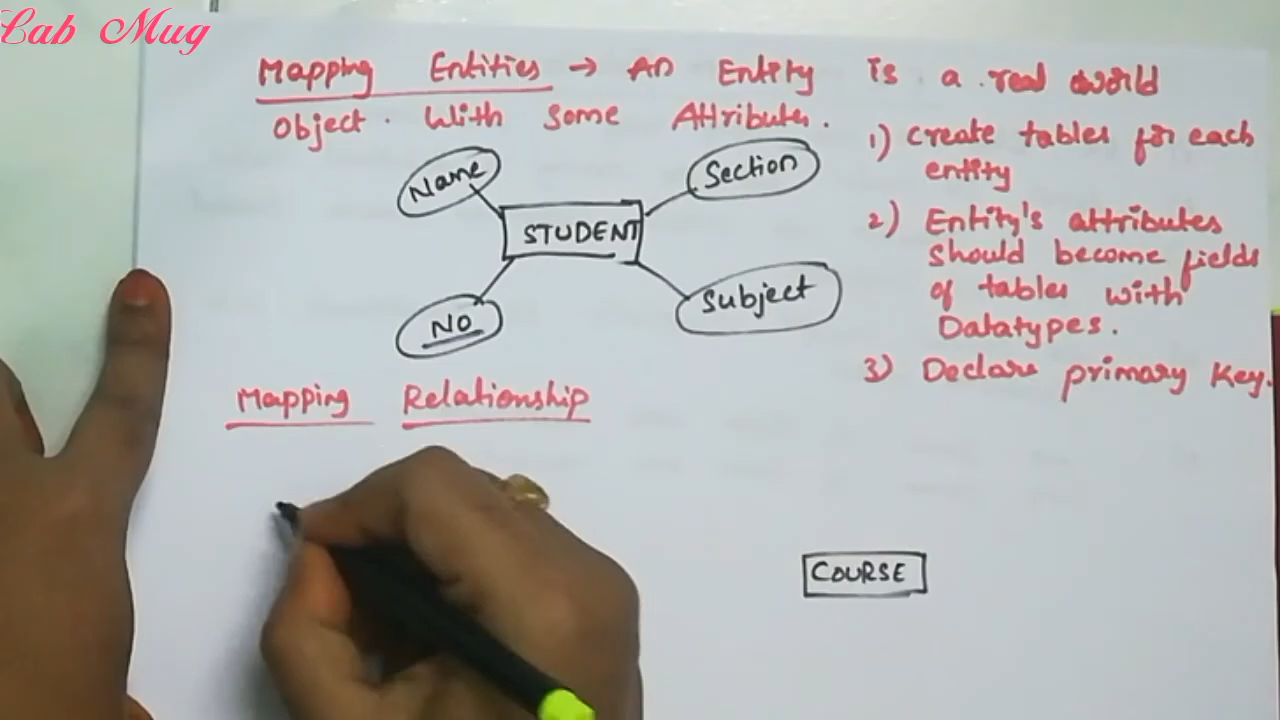 Lab Mug
Mapping Entities → An Entity is a real world
object. With some Attributes.
1) Create tables for each
entity
Name
Section
STUDENT
2) Entity's attributes
should become fields
of tables with
Datatypes.
NO
Subject
3) Declare primary Key.
Mapping Relationship
COURSE